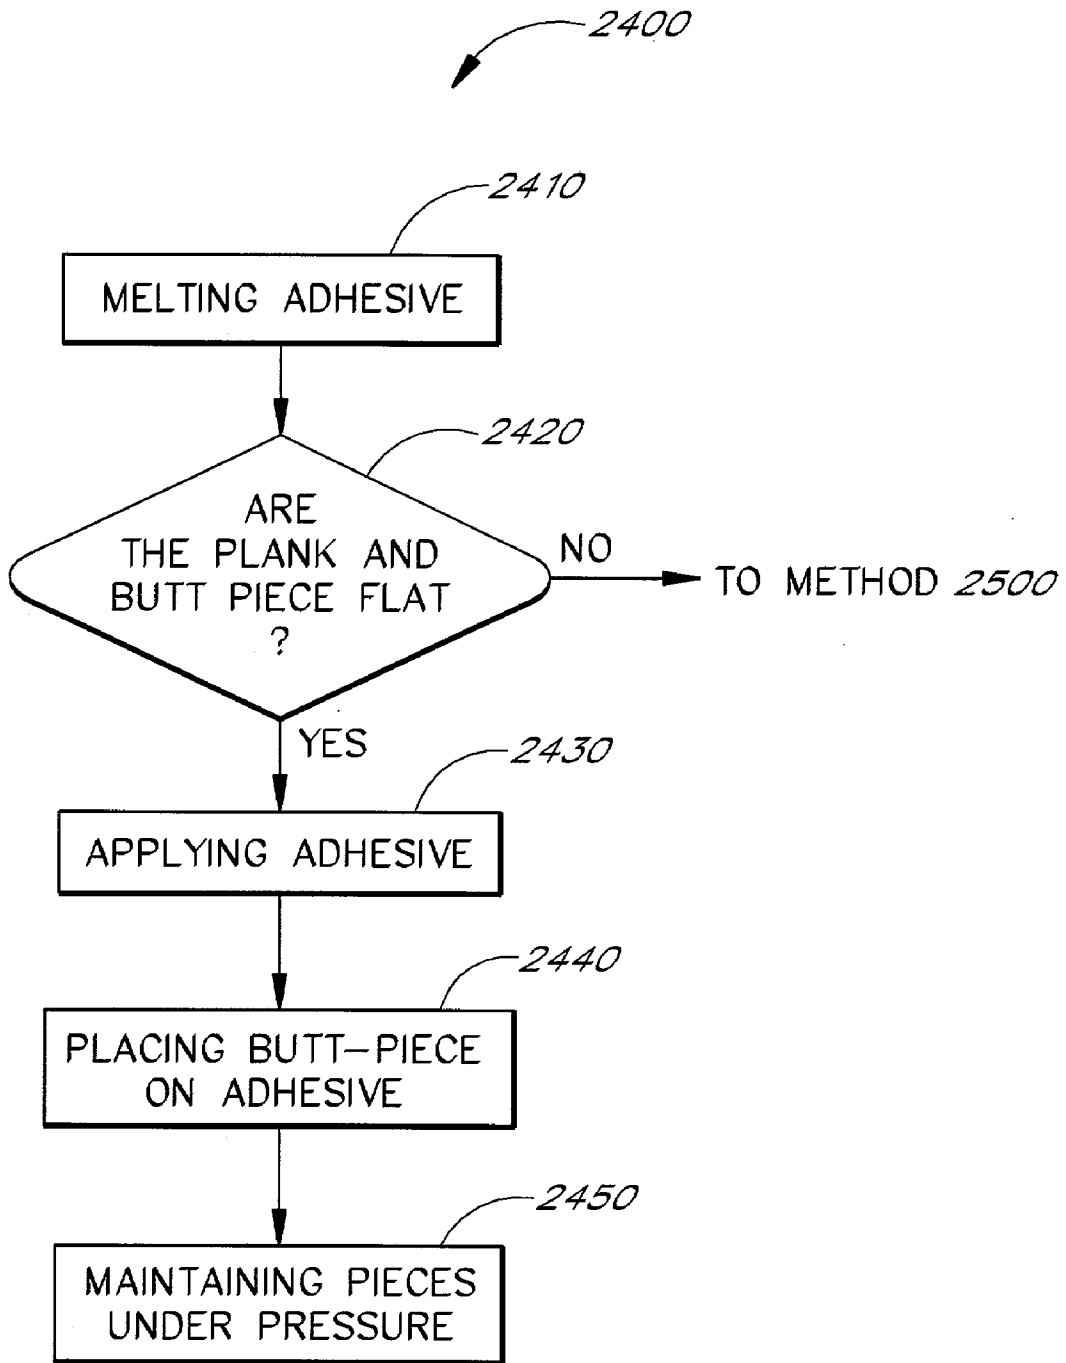 2400
2410
MELTING ADHESIVE
2420
ARE
THE PLANK AND
BUTT PIECE FLAT
?
NO
TO METHOD 2500
YES
2430
APPLYING ADHESIVE
2440
PLACING BUTT-PIECE
ON ADHESIVE
2450
MAINTAINING PIECES
UNDER PRESSURE